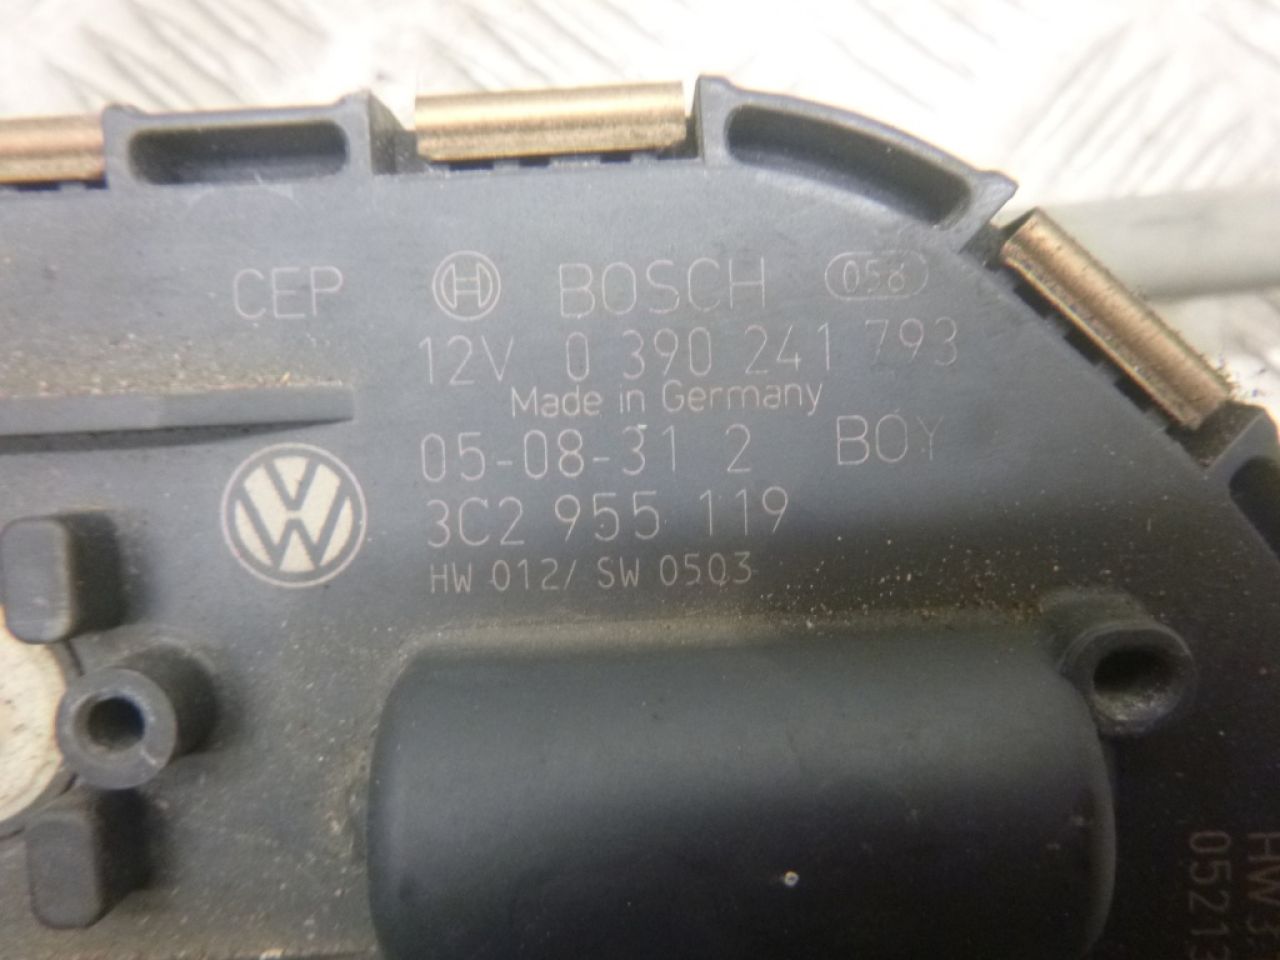 CEP BOSCH 058
12V 0 390 241 793
Made in Germany
05-08-31 2 BOY
3C2 955 119
HW 012/ SW 0503